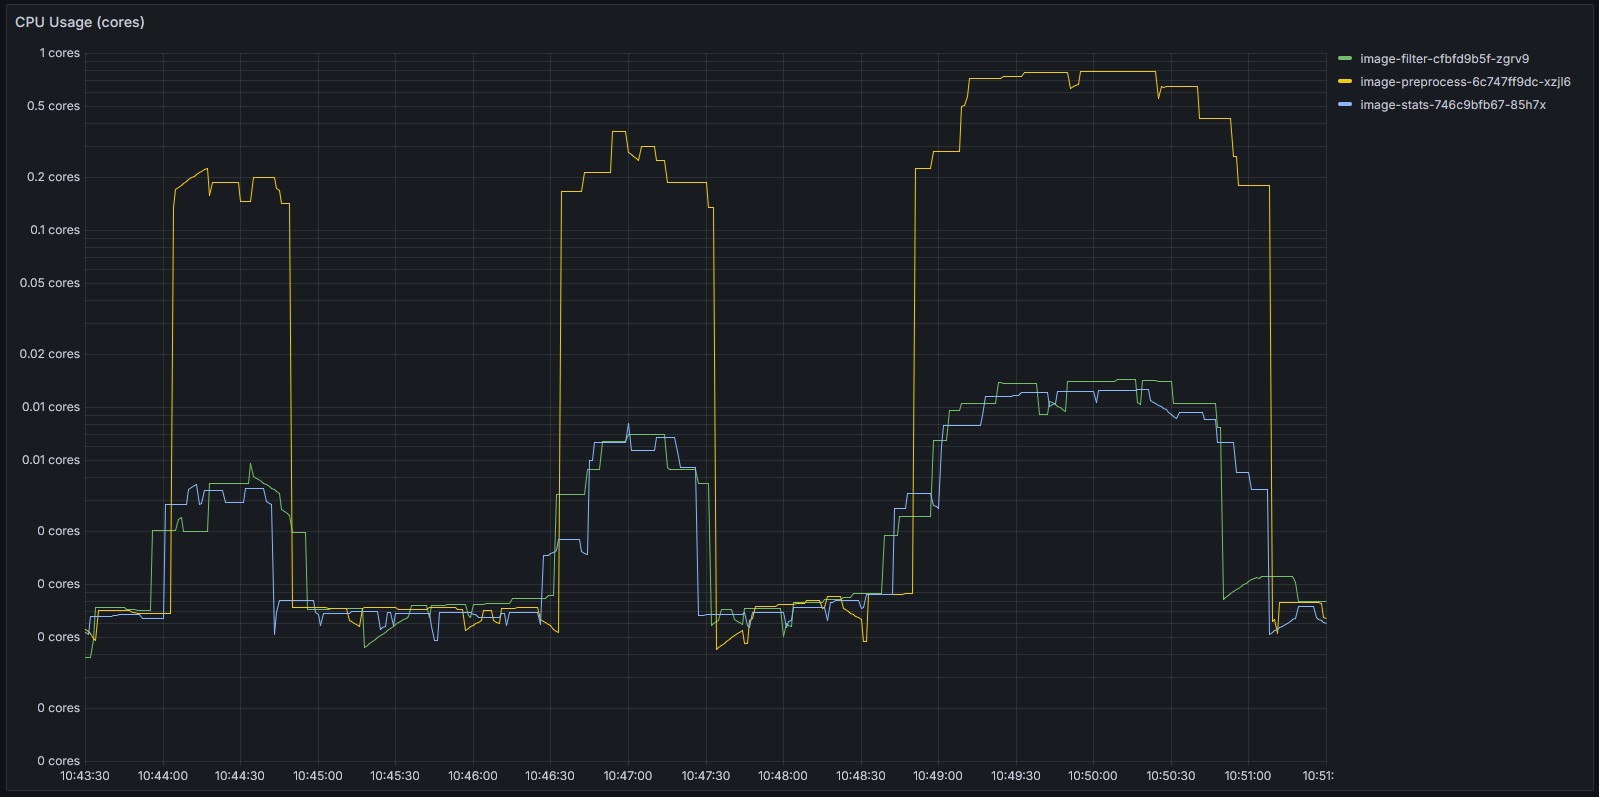 CPU Usage (cores)
1 cores
0.5 cores
0.2 cores
0.1 cores
0.05 cores
0.02 cores
0.01 cores
0.01 cores
0 cores
0 cores
0 cores
0 cores
0 cores
10:43:30 10:44:00 10:44:30 10:45:00 10:45:30 10:46:00 10:46:30 10:47:00 10:47:30 10:48:00 10:48:30 10:49:00 10:49:30 10:50:00 10:50:30 10:51:00 10:51:
image-filter-cfbfd9b5f-zgrv9
image-preprocess-6c747ff9dc-xzjl6
image-stats-746c9bfb67-85h7x